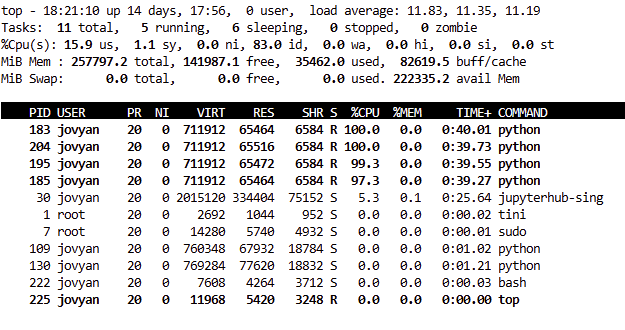 top - 18:21:10 up 14 days, 17:56,  0 user,  load average: 11.83, 11.35, 11.19
Tasks:  11 total,   5 running,   6 sleeping,   0 stopped,   0 zombie
%Cpu(s): 15.9 us,  1.1 sy,  0.0 ni, 83.0 id,  0.0 wa,  0.0 hi,  0.0 si,  0.0 st
MiB Mem : 257797.2 total, 141987.1 free,  35462.0 used,  82619.5 buff/cache
MiB Swap:      0.0 total,      0.0 free,      0.0 used. 222335.2 avail Mem
PID USER      PR  NI    VIRT    RES    SHR S  %CPU  %MEM     TIME+ COMMAND
183 jovyan    20   0  711912  65464   6584 R 100.0   0.0   0:40.01 python
204 jovyan    20   0  711912  65516   6584 R 100.0   0.0   0:39.73 python
195 jovyan    20   0  711912  65472   6584 R  99.3   0.0   0:39.55 python
185 jovyan    20   0  711912  65464   6584 R  97.3   0.0   0:39.27 python
30 jovyan    20   0 2015120 334404  75152 S   5.3   0.1   0:25.64 jupyterhub-sing
1 root      20   0    2692   1044    952 S   0.0   0.0   0:00.02 tini
7 root      20   0   14280   5740   4932 S   0.0   0.0   0:00.01 sudo
109 jovyan    20   0  760348  67932  18784 S   0.0   0.0   0:01.02 python
130 jovyan    20   0  769284  77620  18832 S   0.0   0.0   0:01.21 python
222 jovyan    20   0    7608   4264   3712 S   0.0   0.0   0:00.03 bash
225 jovyan    20   0   11968   5420   3248 R   0.0   0.0   0:00.00 top